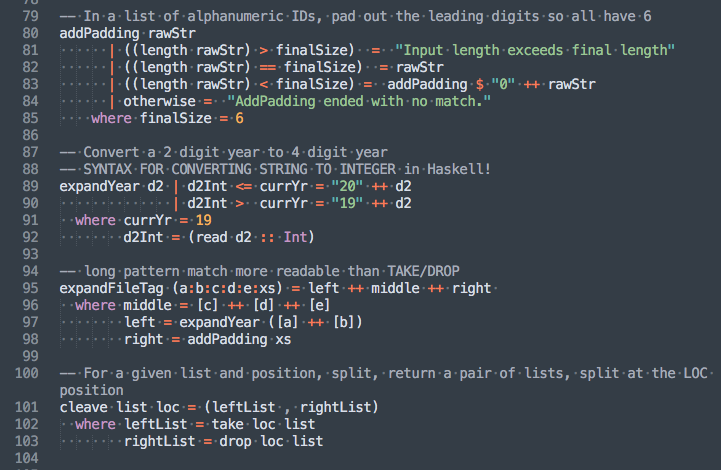 78
79 -- In a list of alphanumeric IDs, pad out the leading digits so all have 6
80 addPadding rawStr
81       | ((length rawStr) > finalSize)  =  "Input length exceeds final length"
82       | ((length rawStr) == finalSize)  = rawStr
83       | ((length rawStr) < finalSize) =  addPadding $ "0" ++ rawStr
84       | otherwise =  "AddPadding ended with no match."
85     where finalSize = 6
86
87 -- Convert a 2 digit year to 4 digit year
88 -- SYNTAX FOR CONVERTING STRING TO INTEGER in Haskell!
89 expandYear d2 | d2Int <= currYr = "20" ++ d2
90               | d2Int >  currYr = "19" ++ d2
91   where currYr = 19
92         d2Int = (read d2 :: Int)
93
94 -- long pattern match more readable than TAKE/DROP
95 expandFileTag (a:b:c:d:e:xs) = left ++ middle ++ right
96   where middle = [c] ++ [d] ++ [e]
97         left = expandYear ([a] ++ [b])
98         right = addPadding xs
99
100 -- For a given list and position, split, return a pair of lists, split at the LOC
position
101 cleave list loc = (leftList , rightList)
102   where leftList = take loc list
103         rightList = drop loc list
104